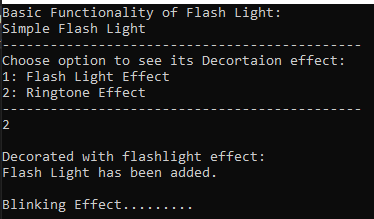 Basic Functionality of Flash Light:
Simple Flash Light
---------------------------------------------
Choose option to see its Decortaion effect:
1: Flash Light Effect
2: Ringtone Effect
---------------------------------------------
2
Decorated with flashlight effect:
Flash Light has been added.
Blinking Effect.........